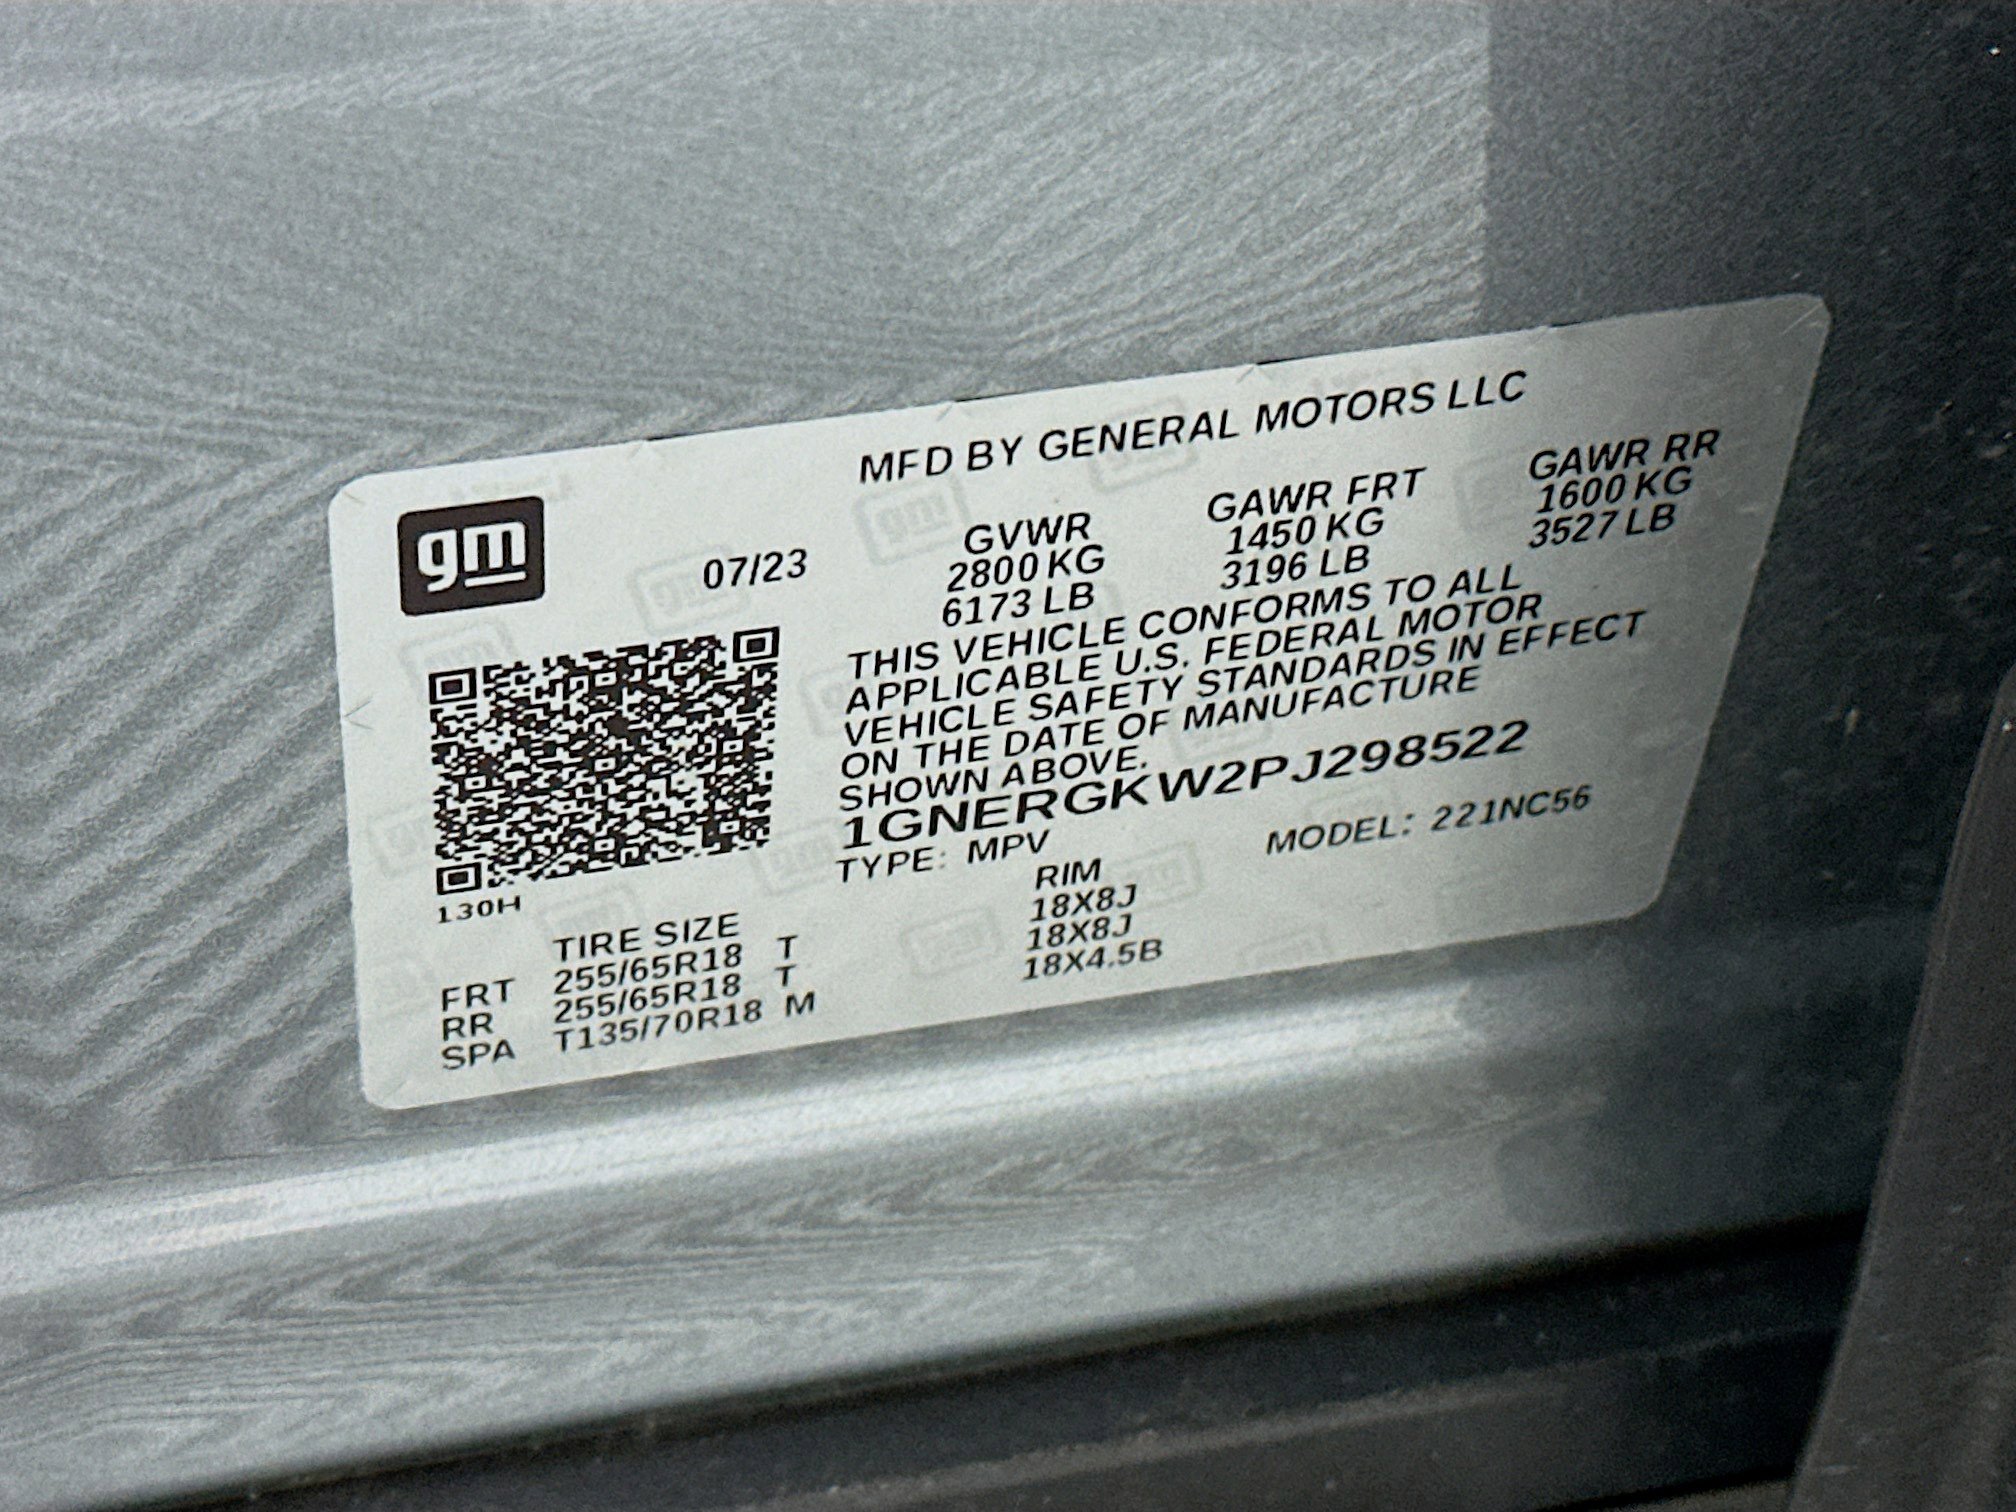 MFD BY GENERAL MOTORS LLC
gm
07/23
GVWR GAWR FRT GAWR RR
2800 KG 1450 KG 1600 KG
6173 LB 3196 LB 3527 LB
THIS VEHICLE CONFORMS TO ALL
APPLICABLE U.S. FEDERAL MOTOR
VEHICLE SAFETY STANDARDS IN EFFECT
ON THE DATE OF MANUFACTURE
SHOWN ABOVE.
1GNERGKW2PJ298522
TYPE: MPV MODEL: 221NC56
130H
TIRE SIZE RIM
FRT 255/65R18 T 18X8J
RR 255/65R18 T 18X8J
SPA T135/70R18 M 18X4.5B